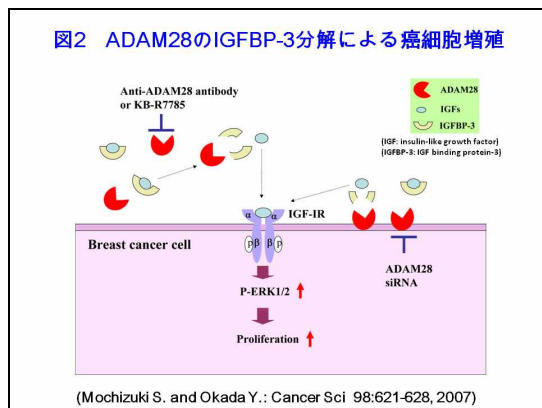 図2 ADAM28のIGFBP-3分解による癌細胞増殖
Anti-ADAM28 antibody
or KB-R7785
ADAM28
IGFs
IGFBP-3
(IGF: insulin-like growth factor)
(IGFBP-3: IGF binding protein-3)
α α IGF-IR
Breast cancer cell
p β β p
P-ERK1/2
ADAM28
siRNA
Proliferation
(Mochizuki S. and Okada Y.: Cancer Sci 98:621-628, 2007)